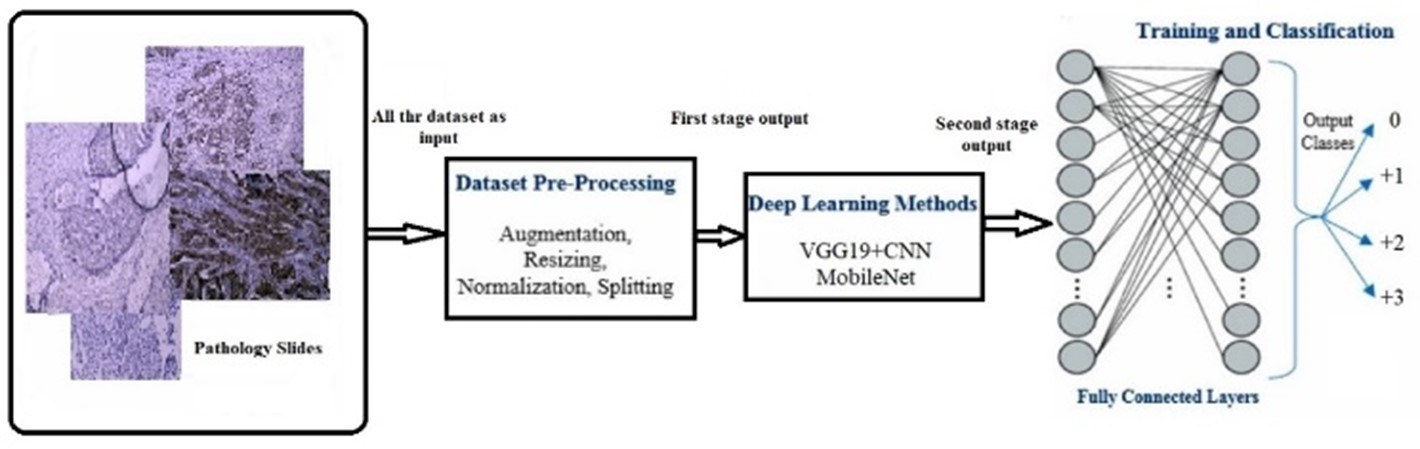 Pathology Slides
All thr dataset as
input
Dataset Pre-Processing
Augmentation,
Resizing,
Normalization, Splitting
First stage output
Deep Learning Methods
VGG19+CNN
MobileNet
Second stage
output
Training and Classification
Output
Classes
0
+1
+2
+3
Fully Connected Layers